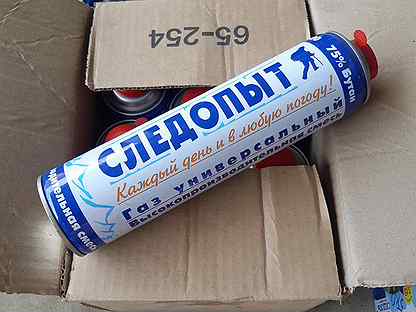 65-254
75% Бутан
СЛЕДОПЫТ
Каждый день и в любую погоду!
Газ универсальный
Высокопроизводительная смесь